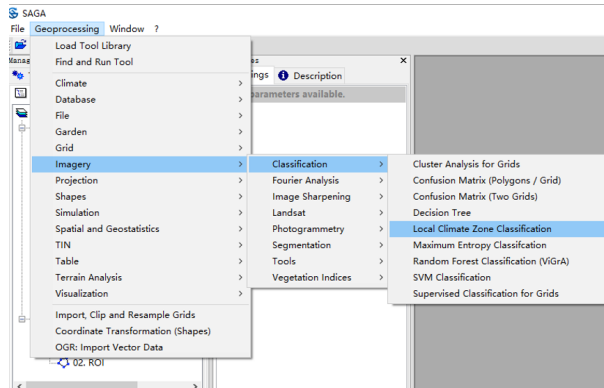 SAGA
File Geoprocessing Window ?
Load Tool Library
Find and Run Tool
Climate
Database
File
Garden
Grid
Imagery
Projection
Shapes
Simulation
Spatial and Geostatistics
TIN
Table
Terrain Analysis
Visualization
Import, Clip and Resample Grids
Coordinate Transformation (Shapes)
OGR: Import Vector Data
02. ROI
Description
parameters available.
Classification
Fourier Analysis
Image Sharpening
Landsat
Photogrammetry
Segmentation
Tools
Vegetation Indices
Cluster Analysis for Grids
Confusion Matrix (Polygons / Grid)
Confusion Matrix (Two Grids)
Decision Tree
Local Climate Zone Classification
Maximum Entropy Classifcation
Random Forest Classification (ViGrA)
SVM Classification
Supervised Classification for Grids